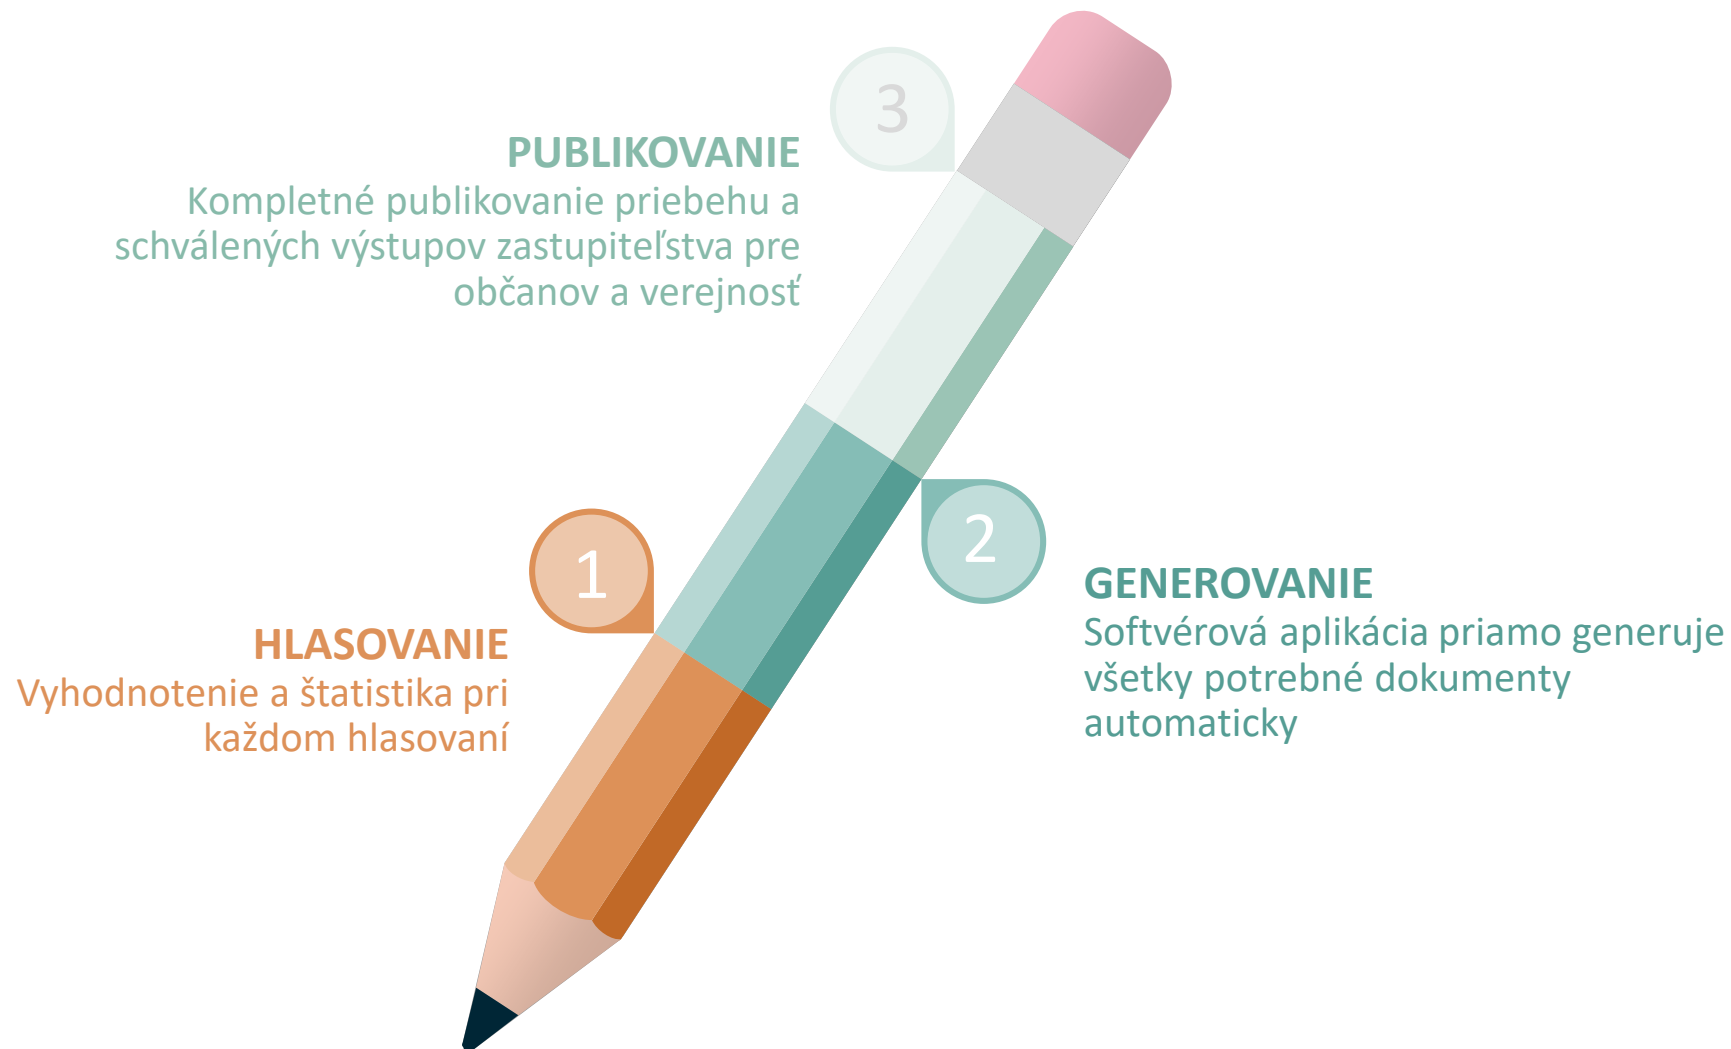 3
PUBLIKOVANIE
Kompletné publikovanie priebehu a
schválených výstupov zastupiteľstva pre
občanov a verejnosť
1
HLASOVANIE
Vyhodnotenie a štatistika pri
každom hlasovaní
2
GENEROVANIE
Softvérová aplikácia priamo generuje
všetky potrebné dokumenty
automaticky